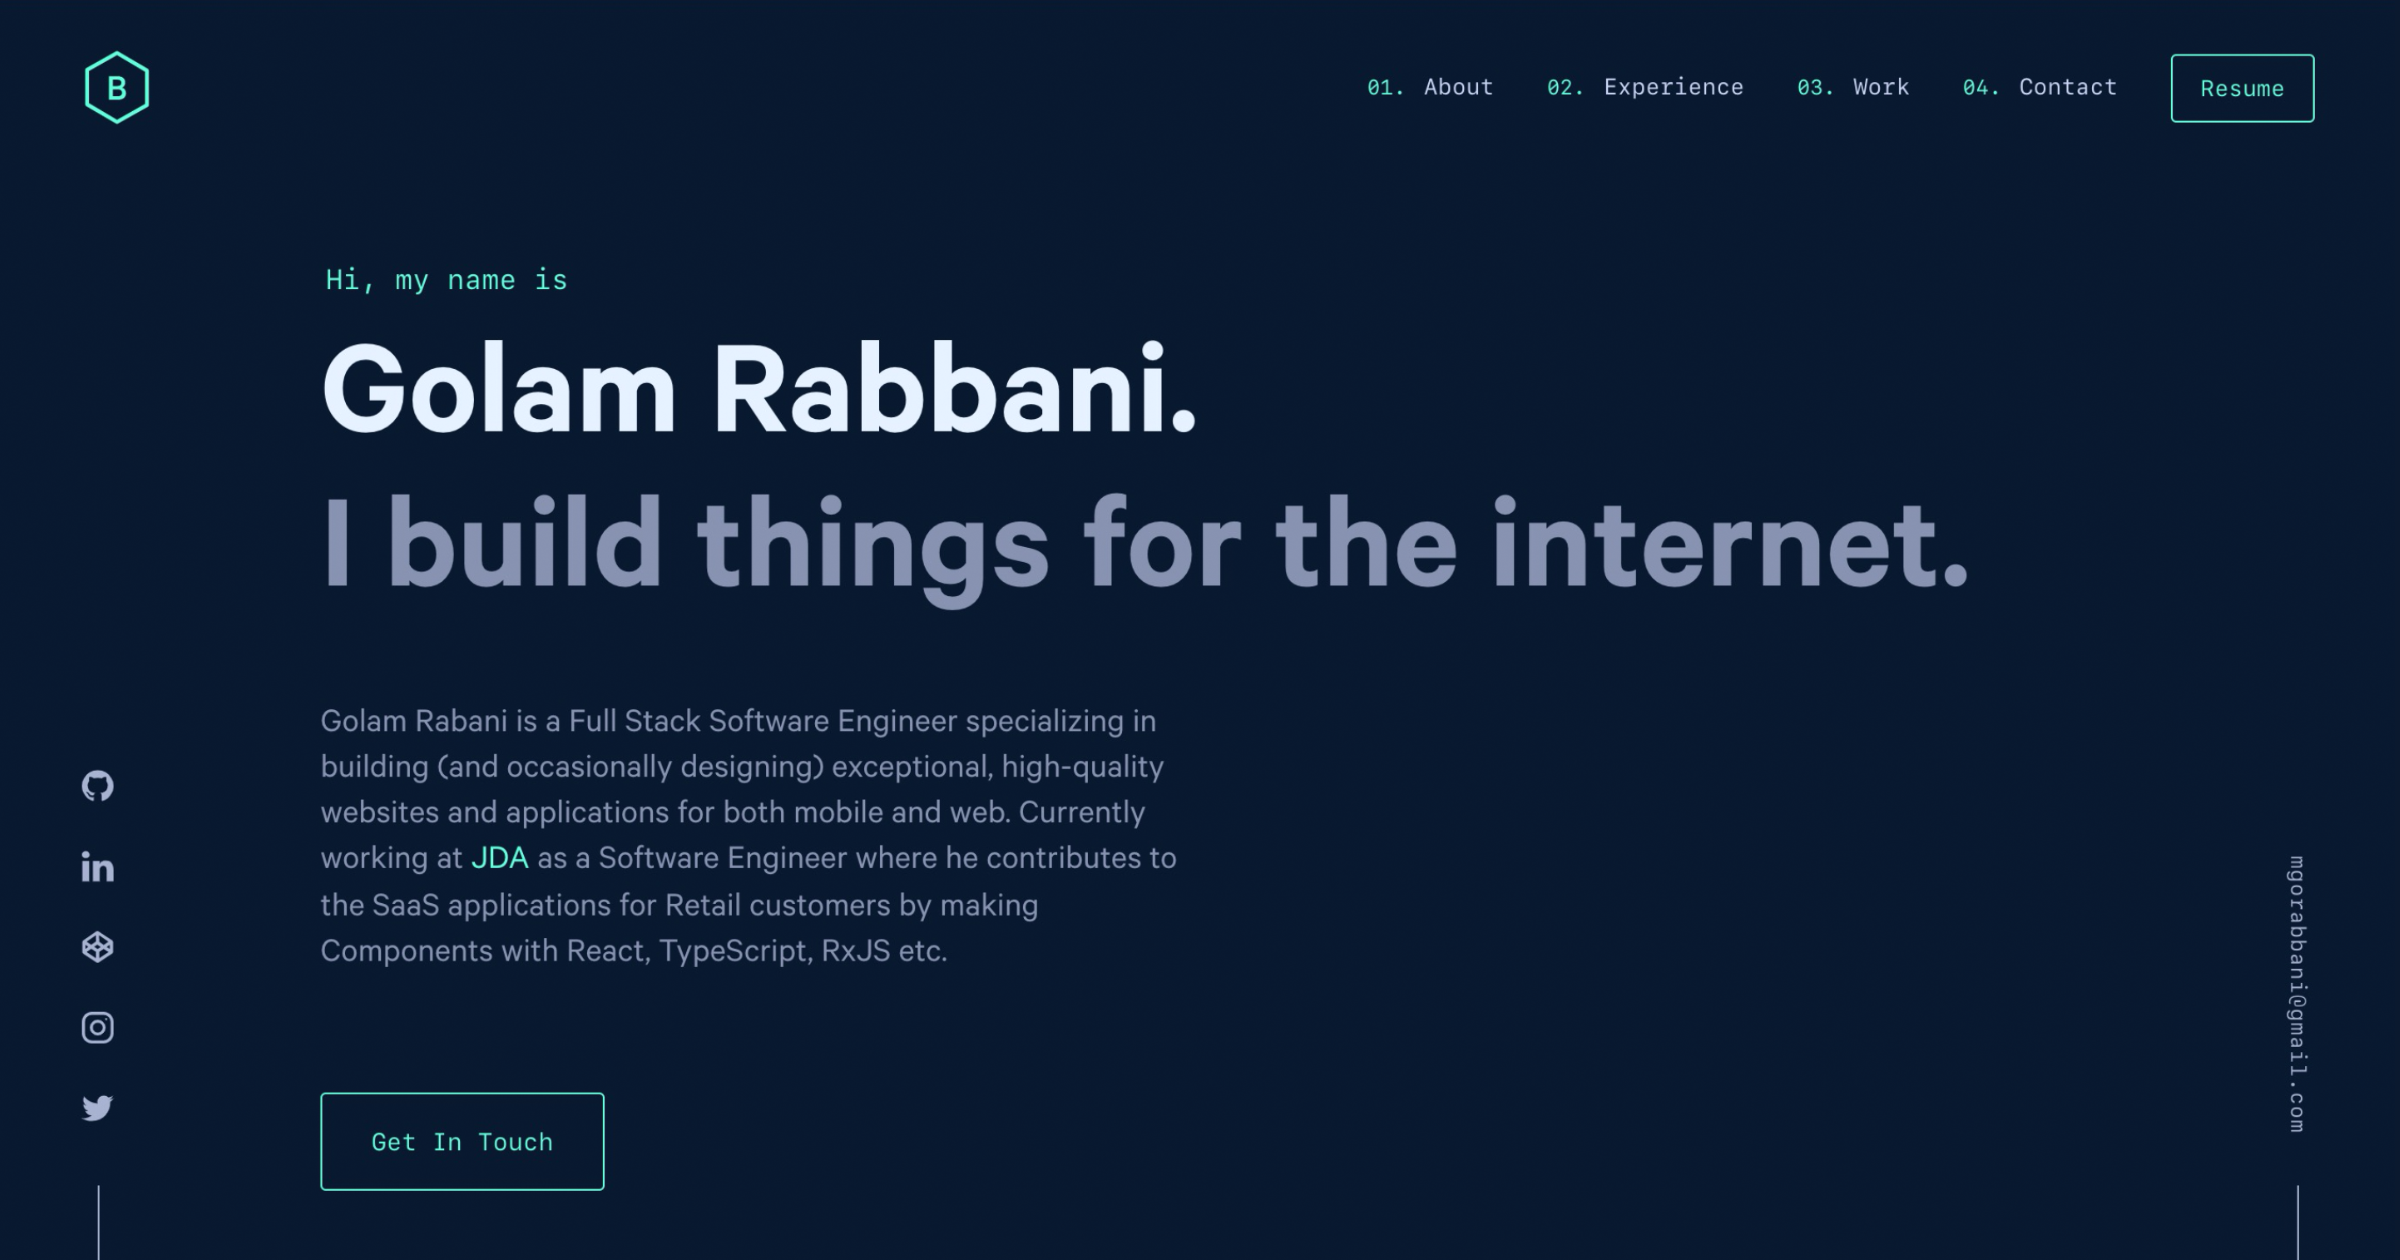 B
01. About 02. Experience 03. Work 04. Contact Resume
Hi, my name is
Golam Rabbani.
I build things for the internet.
Golam Rabani is a Full Stack Software Engineer specializing in
building (and occasionally designing) exceptional, high-quality
websites and applications for both mobile and web. Currently
working at JDA as a Software Engineer where he contributes to
the SaaS applications for Retail customers by making
Components with React, TypeScript, RxJS etc.
in
Get In Touch
mgorabbani@gmail.com